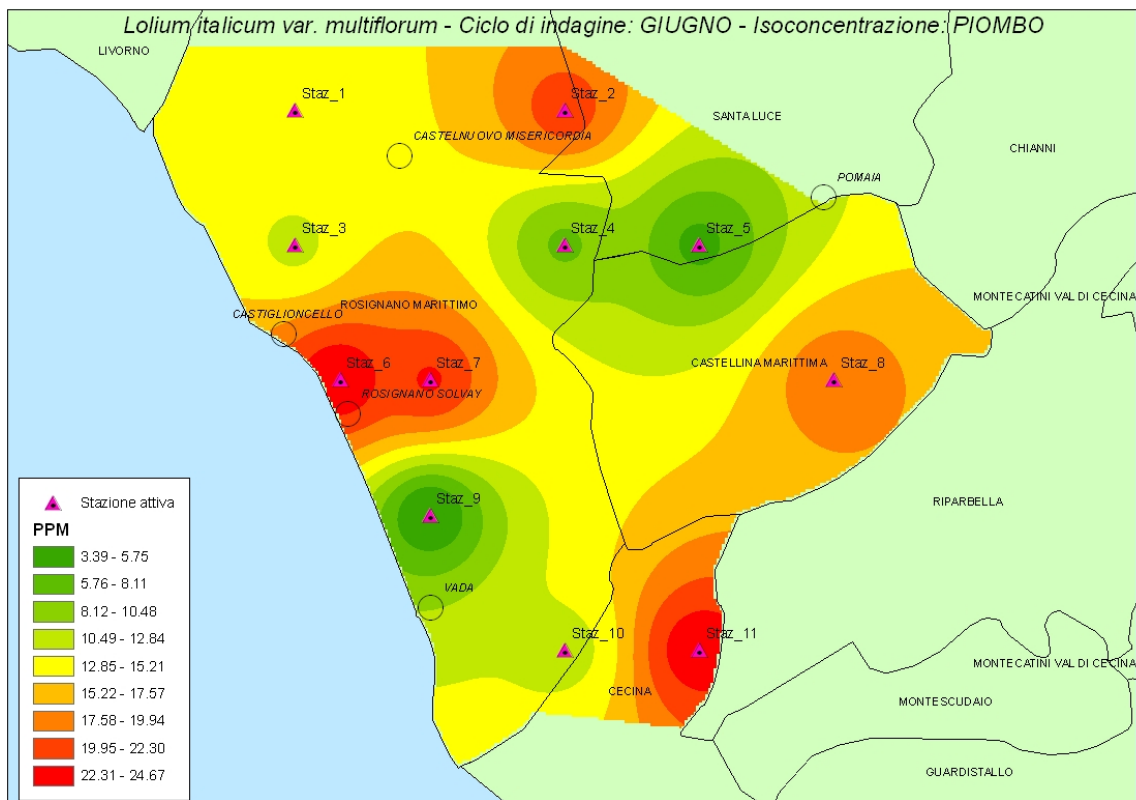 Lolium italicum var. multiflorum - Ciclo di indagine: GIUGNO - Isoconcentrazione: PIOMBO
LIVORNO
Staz_1
Staz_2
SANTA LUCE
CASTELNUOVO MISERICORDIA
CHIANNI
POMAIA
Staz_3
Staz_4
Staz_5
MONTECATINI VAL DI CECINA
ROSIGNANO MARITTIMO
CASTIGLIONCELLO
Staz_6
Staz_7
CASTELLINA MARITTIMA
Staz_8
ROSIGNANO SOLVAY
Staz_9
RIPARBELLA
VADA
Staz_10
Staz_11
MONTECATINI VAL DI CECINA
CECINA
MONTESCUDAIO
GUARDISTALLO
Stazione attiva
PPM
3.39 - 5.75
5.76 - 8.11
8.12 - 10.48
10.49 - 12.84
12.85 - 15.21
15.22 - 17.57
17.58 - 19.94
19.95 - 22.30
22.31 - 24.67